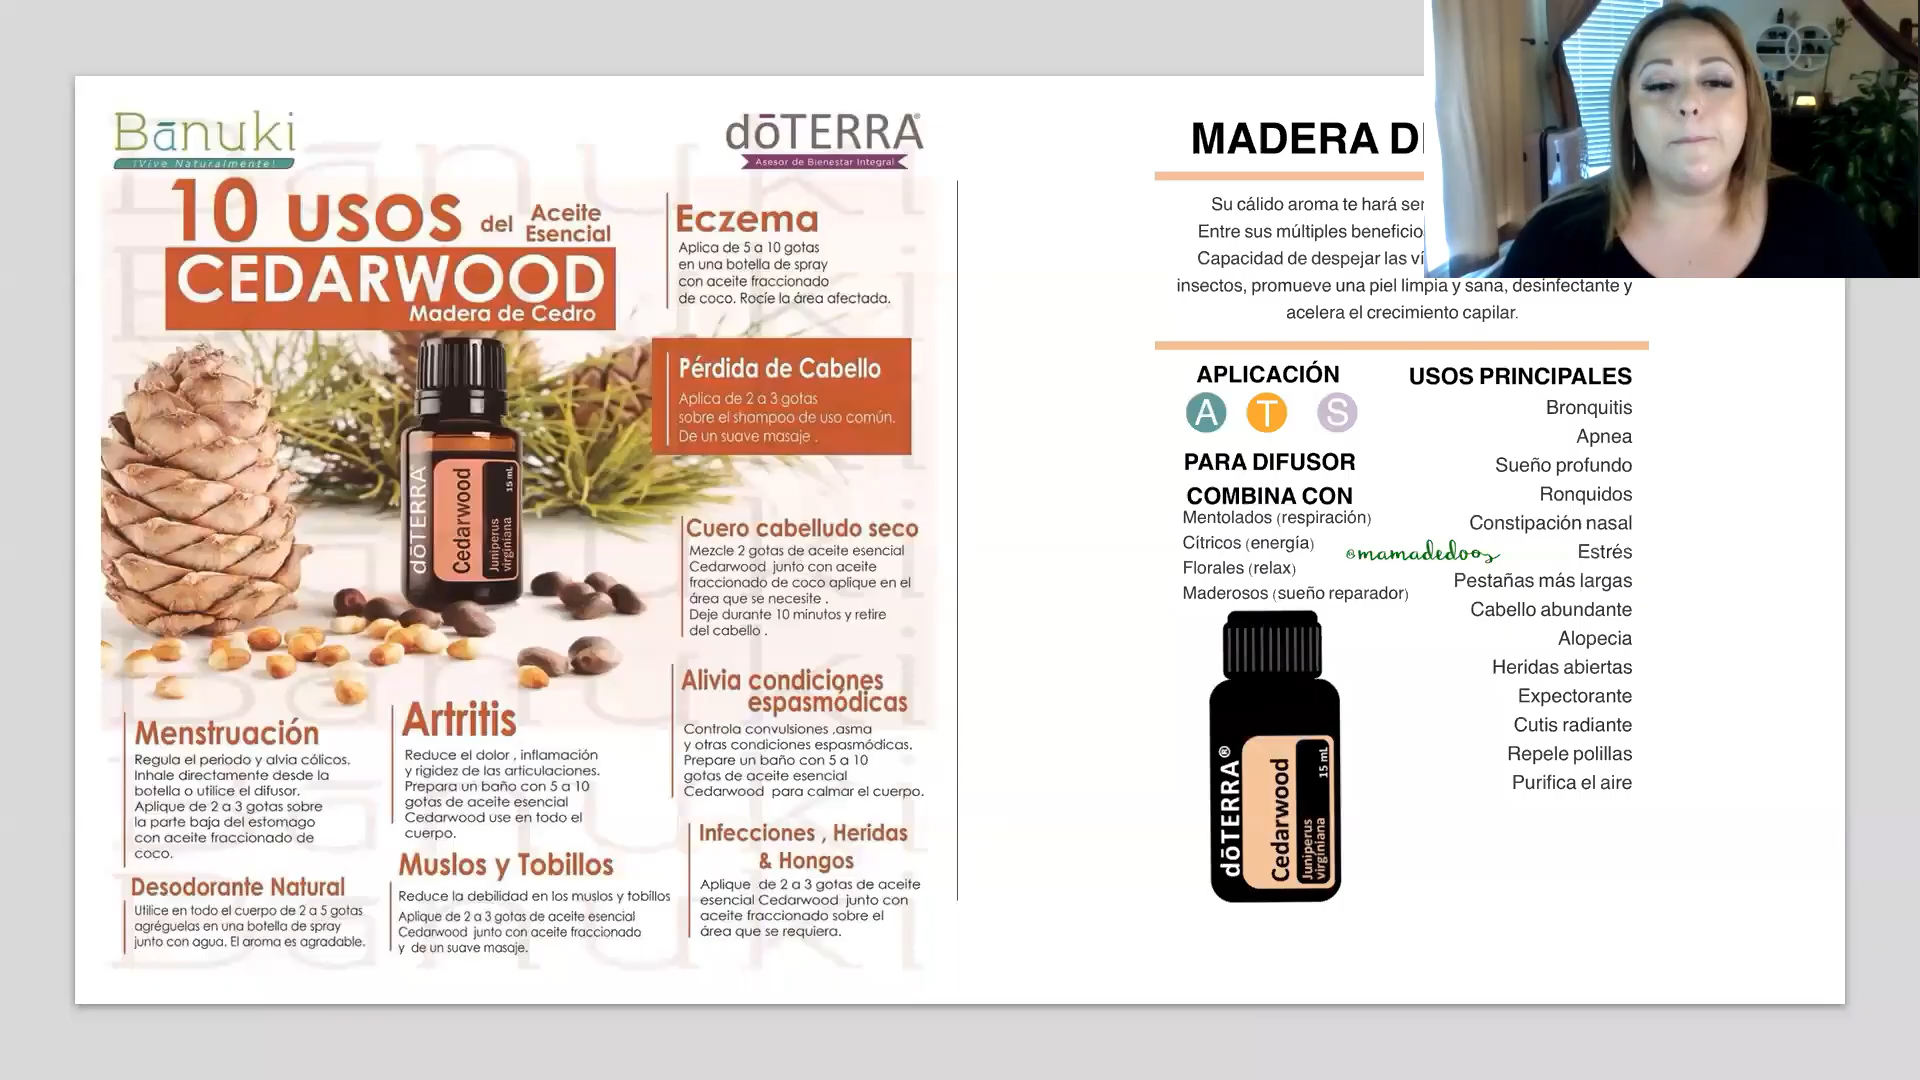 Bānuki
¡Vive Naturalmente!
dōTERRA
Asesor de Bienestar Integral
10 USOS del Aceite Esencial
CEDARWOOD
Madera de Cedro
Eczema
Aplica de 5 a 10 gotas
en una botella de spray
con aceite fraccionado
de coco. Rocíe la área afectada.
Pérdida de Cabello
Aplica de 2 a 3 gotas
sobre el shampoo de uso común.
De un suave masaje .
dōTERRA
Cedarwood
Juniperus
virginiana
15 mL
Cuero cabelludo seco
Mezcle 2 gotas de aceite esencial
Cedarwood junto con aceite
fraccionado de coco aplique en el
área que se necesite .
Deje durante 10 minutos y retire
del cabello .
Alivia condiciones
espasmódicas
Controla convulsiones ,asma
y otras condiciones espasmódicas.
Prepare un baño con 5 a 10
gotas de aceite esencial
Cedarwood para calmar el cuerpo.
Menstruación
Regula el periodo y alvia cólicos.
Inhale directamente desde la
botella o utilice el difusor.
Aplique de 2 a 3 gotas sobre
la parte baja del estomago
con aceite fraccionado de
coco.
Artritis
Reduce el dolor , inflamación
y rigidez de las articulaciones.
Prepara un baño con 5 a 10
gotas de aceite esencial
Cedarwood use en todo el
cuerpo.
Infecciones , Heridas
& Hongos
Aplique de 2 a 3 gotas de aceite
esencial Cedarwood junto con
aceite fraccionado sobre el
área que se requiera.
Desodorante Natural
Utilice en todo el cuerpo de 2 a 5 gotas
agréguelas en una botella de spray
junto con agua. El aroma es agradable.
Muslos y Tobillos
Reduce la debilidad en los muslos y tobillos
Aplique de 2 a 3 gotas de aceite esencial
Cedarwood junto con aceite fraccionado
y de un suave masaje.
MADERA D
Su cálido aroma te hará
Entre sus múltiples
Capacidad de despejar las
insectos, promueve una piel limpia y sana, desinfectante y
acelera el crecimiento capilar.
APLICACIÓN
A T S
PARA DIFUSOR
COMBINA CON
Mentolados (respiración)
Cítricos (energía)
Florales (relax)
Maderosos (sueño reparador)
@mamadedoos
USOS PRINCIPALES
Bronquitis
Apnea
Sueño profundo
Ronquidos
Constipación nasal
Estrés
Pestañas más largas
Cabello abundante
Alopecia
Heridas abiertas
Expectorante
Cutis radiante
Repele polillas
Purifica el aire
dōTERRA®
Cedarwood
Juniperus
virginiana
15 mL